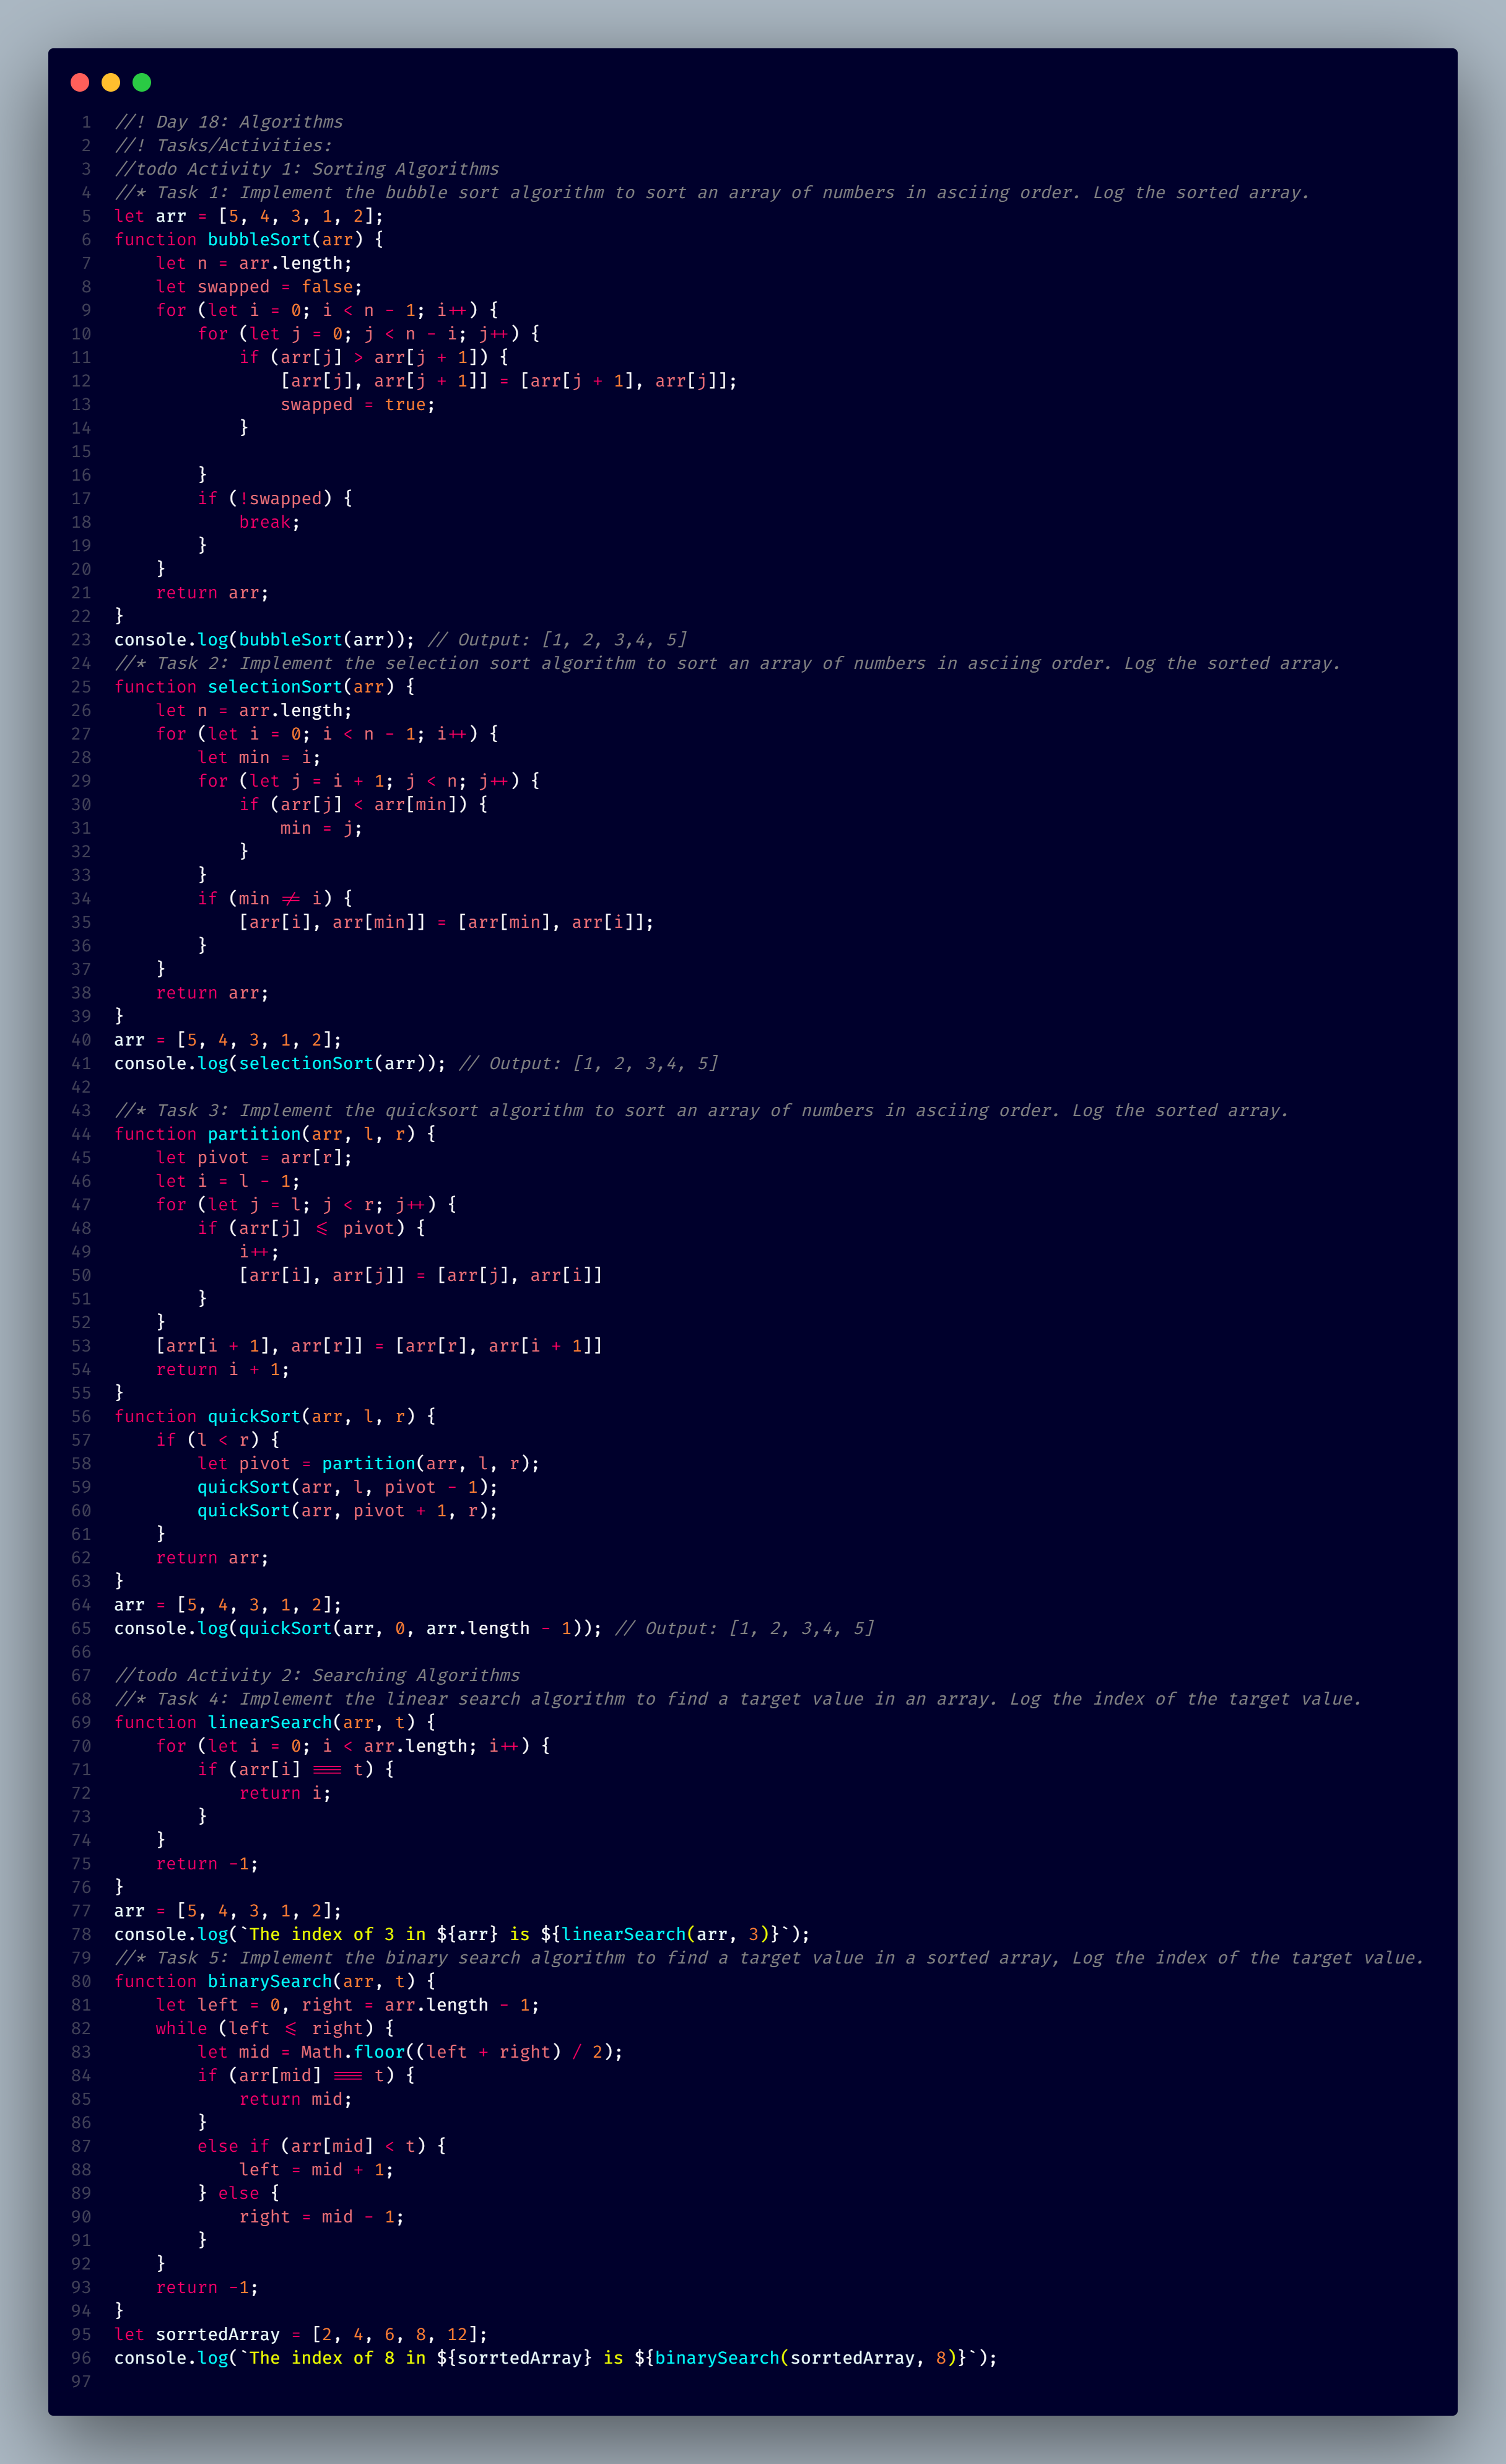 1 //! Day 18: Algorithms
2 //! Tasks/Activities:
3 //todo Activity 1: Sorting Algorithms
4 //* Task 1: Implement the bubble sort algorithm to sort an array of numbers in asciing order. Log the sorted array.
5 let arr = [5, 4, 3, 1, 2];
6 function bubbleSort(arr) {
7     let n = arr.length;
8     let swapped = false;
9     for (let i = 0; i < n - 1; i++) {
10         for (let j = 0; j < n - i; j++) {
11             if (arr[j] > arr[j + 1]) {
12                 [arr[j], arr[j + 1]] = [arr[j + 1], arr[j]];
13                 swapped = true;
14             }
15
16         }
17         if (!swapped) {
18             break;
19         }
20     }
21     return arr;
22 }
23 console.log(bubbleSort(arr)); // Output: [1, 2, 3,4, 5]
24 //* Task 2: Implement the selection sort algorithm to sort an array of numbers in asciing order. Log the sorted array.
25 function selectionSort(arr) {
26     let n = arr.length;
27     for (let i = 0; i < n - 1; i++) {
28         let min = i;
29         for (let j = i + 1; j < n; j++) {
30             if (arr[j] < arr[min]) {
31                 min = j;
32             }
33         }
34         if (min != i) {
35             [arr[i], arr[min]] = [arr[min], arr[i]];
36         }
37     }
38     return arr;
39 }
40 arr = [5, 4, 3, 1, 2];
41 console.log(selectionSort(arr)); // Output: [1, 2, 3,4, 5]
42
43 //* Task 3: Implement the quicksort algorithm to sort an array of numbers in asciing order. Log the sorted array.
44 function partition(arr, l, r) {
45     let pivot = arr[r];
46     let i = l - 1;
47     for (let j = l; j < r; j++) {
48         if (arr[j] <= pivot) {
49             i++;
50             [arr[i], arr[j]] = [arr[j], arr[i]]
51         }
52     }
53     [arr[i + 1], arr[r]] = [arr[r], arr[i + 1]]
54     return i + 1;
55 }
56 function quickSort(arr, l, r) {
57     if (l < r) {
58         let pivot = partition(arr, l, r);
59         quickSort(arr, l, pivot - 1);
60         quickSort(arr, pivot + 1, r);
61     }
62     return arr;
63 }
64 arr = [5, 4, 3, 1, 2];
65 console.log(quickSort(arr, 0, arr.length - 1)); // Output: [1, 2, 3,4, 5]
66
67 //todo Activity 2: Searching Algorithms
68 //* Task 4: Implement the linear search algorithm to find a target value in an array. Log the index of the target value.
69 function linearSearch(arr, t) {
70     for (let i = 0; i < arr.length; i++) {
71         if (arr[i] === t) {
72             return i;
73         }
74     }
75     return -1;
76 }
77 arr = [5, 4, 3, 1, 2];
78 console.log(`The index of 3 in ${arr} is ${linearSearch(arr, 3)}`);
79 //* Task 5: Implement the binary search algorithm to find a target value in a sorted array, Log the index of the target value.
80 function binarySearch(arr, t) {
81     let left = 0, right = arr.length - 1;
82     while (left <= right) {
83         let mid = Math.floor((left + right) / 2);
84         if (arr[mid] === t) {
85             return mid;
86         }
87         else if (arr[mid] < t) {
88             left = mid + 1;
89         } else {
90             right = mid - 1;
91         }
92     }
93     return -1;
94 }
95 let sorrtedArray = [2, 4, 6, 8, 12];
96 console.log(`The index of 8 in ${sorrtedArray} is ${binarySearch(sorrtedArray, 8)}`);
97